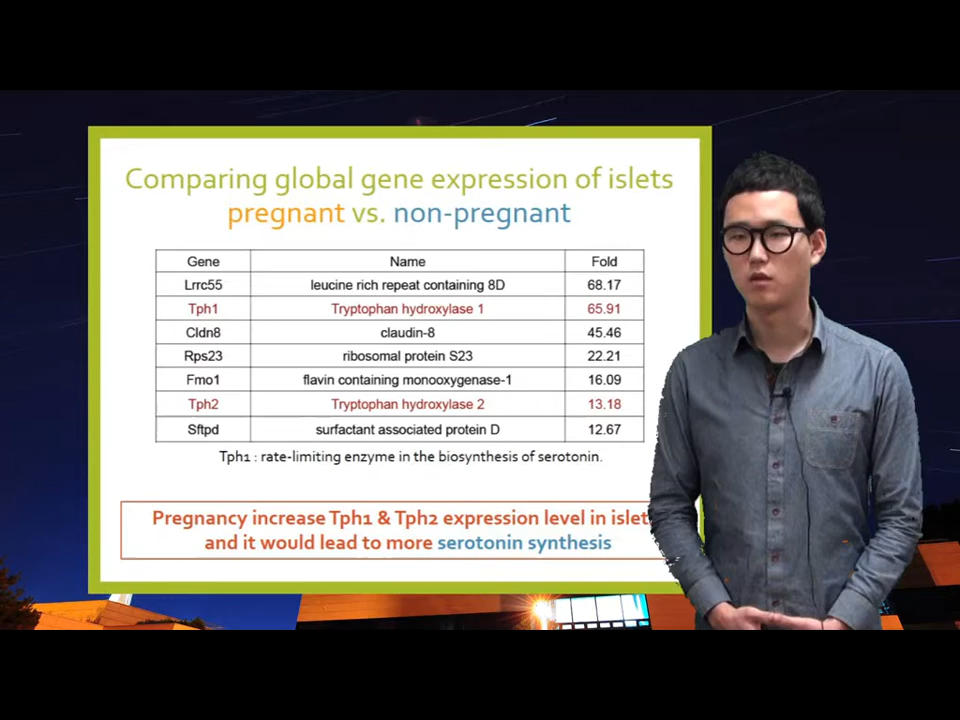 Comparing global gene expression of islets
pregnant vs. non-pregnant
Gene Name Fold
Lrrc55 leucine rich repeat containing 8D 68.17
Tph1 Tryptophan hydroxylase 1 65.91
Cldn8 claudin-8 45.46
Rps23 ribosomal protein S23 22.21
Fmo1 flavin containing monooxygenase-1 16.09
Tph2 Tryptophan hydroxylase 2 13.18
Sftpd surfactant associated protein D 12.67
Tph1 : rate-limiting enzyme in the biosynthesis of serotonin.
Pregnancy increase Tph1 & Tph2 expression level in islet
and it would lead to more serotonin synthesis